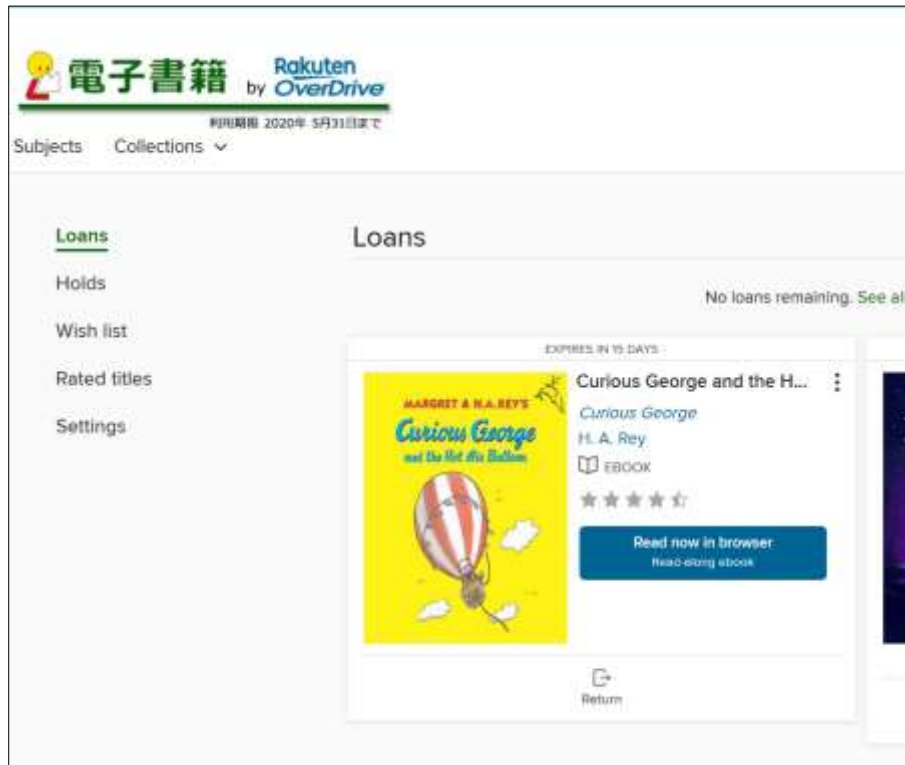 電子書籍 by Rakuten OverDrive
利用期限 2020年 5月31日まで
Subjects Collections
Loans
Holds
Wish list
Rated titles
Settings
Loans
No loans remaining. See al
EXPIRES IN 15 DAYS
MARGRET & H.A. REY'S
Curious George
and the Hot Air Balloon
Curious George and the H...
Curious George
H. A. Rey
EBOOK
Read now in browser
Read-along ebook
Return